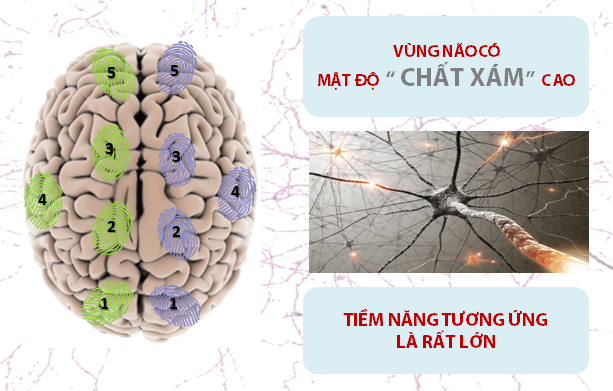 5 5
3 3
4 4
2 2
1 1
VÙNG NÃO CÓ
MẬT ĐỘ “ CHẤT XÁM” CAO
TIỀM NĂNG TƯƠNG ỨNG
LÀ RẤT LỚN